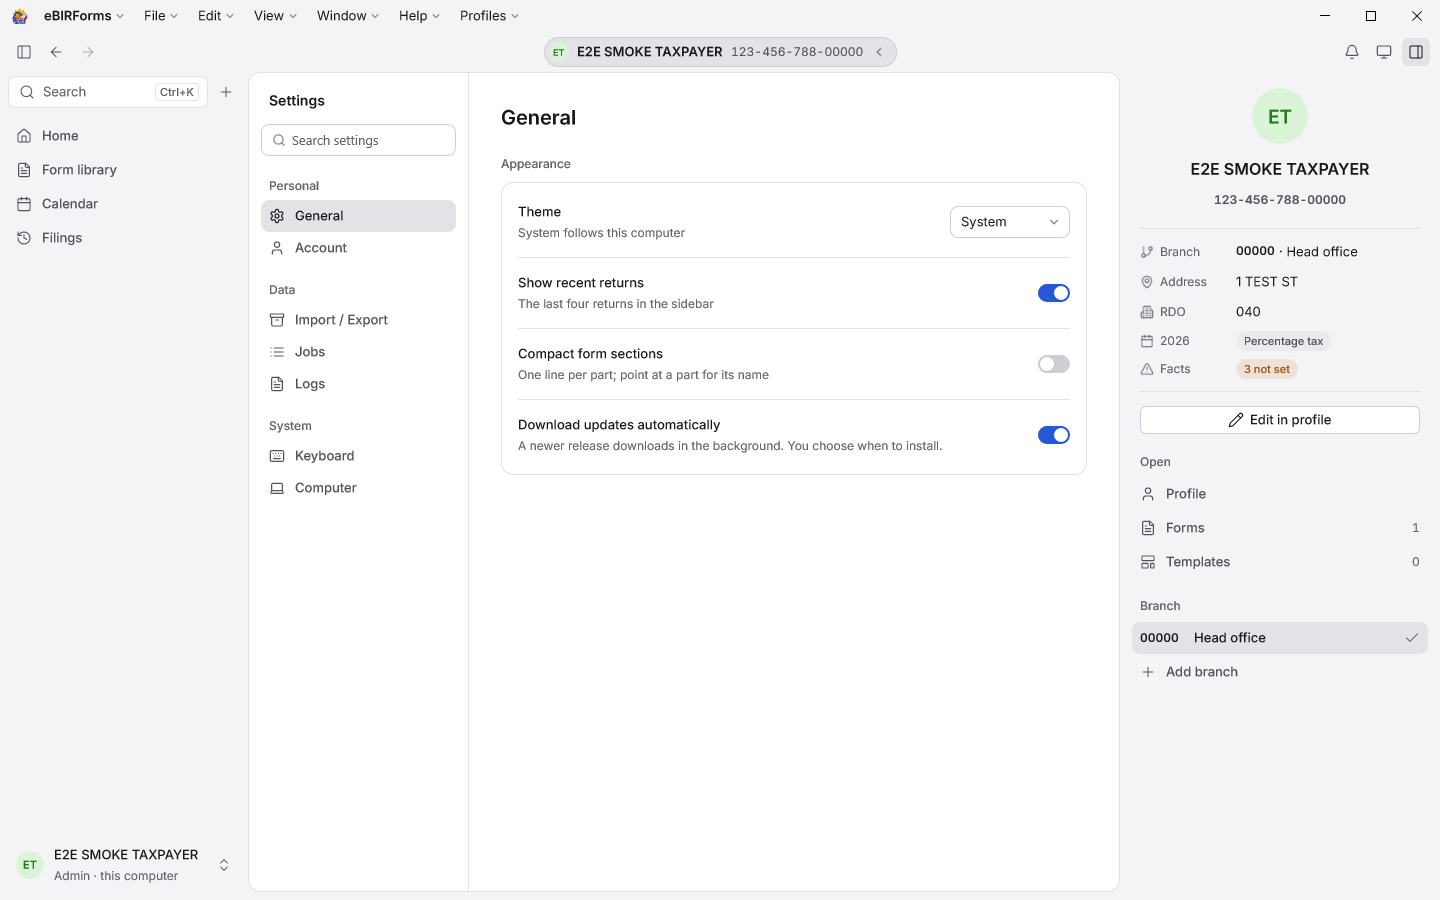 eBIRForms File Edit View Window Help Profiles
ET E2E SMOKE TAXPAYER 123-456-788-00000
Search Ctrl+K
Home
Form library
Calendar
Filings
ET E2E SMOKE TAXPAYER
Admin · this computer
Settings
Search settings
Personal
General
Account
Data
Import / Export
Jobs
Logs
System
Keyboard
Computer
General
Appearance
Theme
System follows this computer
System
Show recent returns
The last four returns in the sidebar
Compact form sections
One line per part; point at a part for its name
Download updates automatically
A newer release downloads in the background. You choose when to install.
ET
E2E SMOKE TAXPAYER
123-456-788-00000
Branch 00000 · Head office
Address 1 TEST ST
RDO 040
2026 Percentage tax
Facts 3 not set
Edit in profile
Open
Profile
Forms 1
Templates 0
Branch
00000 Head office
Add branch